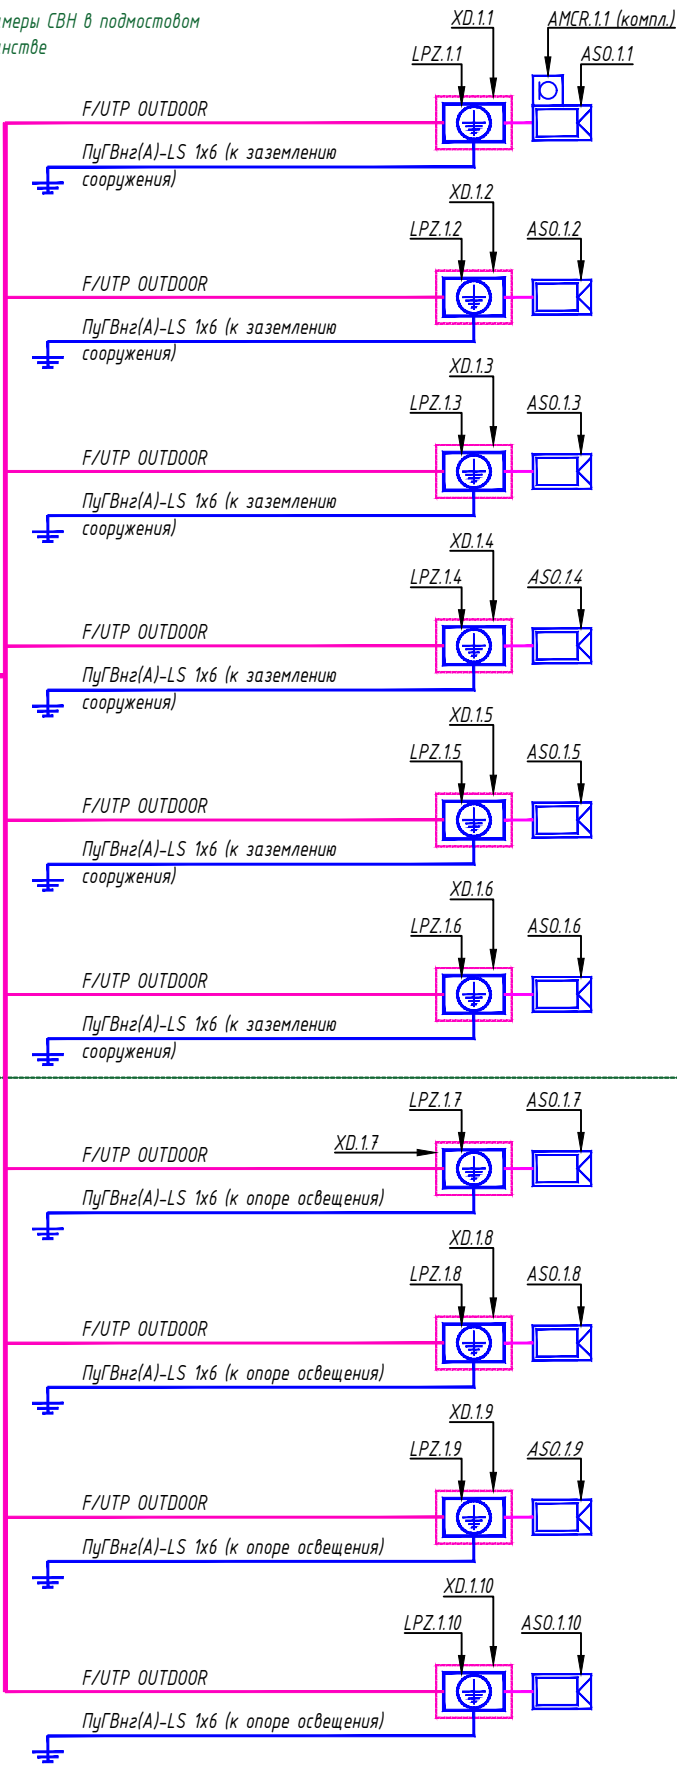 СВН в подмостовом
XD.1.1
AMCR.1.1 (компл.)
LPZ.1.1
ASO.1.1
F/UTP OUTDOOR
ПуГВнг(А)-LS 1х6 (к заземлению
сооружения)
XD.1.2
LPZ.1.2
ASO.1.2
F/UTP OUTDOOR
ПуГВнг(А)-LS 1х6 (к заземлению
сооружения)
XD.1.3
LPZ.1.3
ASO.1.3
F/UTP OUTDOOR
ПуГВнг(А)-LS 1х6 (к заземлению
сооружения)
XD.1.4
LPZ.1.4
ASO.1.4
F/UTP OUTDOOR
ПуГВнг(А)-LS 1х6 (к заземлению
сооружения)
XD.1.5
LPZ.1.5
ASO.1.5
F/UTP OUTDOOR
ПуГВнг(А)-LS 1х6 (к заземлению
сооружения)
XD.1.6
LPZ.1.6
ASO.1.6
F/UTP OUTDOOR
ПуГВнг(А)-LS 1х6 (к заземлению
сооружения)
LPZ.1.7
ASO.1.7
XD.1.7
F/UTP OUTDOOR
ПуГВнг(А)-LS 1х6 (к опоре освещения)
XD.1.8
LPZ.1.8
ASO.1.8
F/UTP OUTDOOR
ПуГВнг(А)-LS 1х6 (к опоре освещения)
XD.1.9
LPZ.1.9
ASO.1.9
F/UTP OUTDOOR
ПуГВнг(А)-LS 1х6 (к опоре освещения)
XD.1.10
LPZ.1.10
ASO.1.10
F/UTP OUTDOOR
ПуГВнг(А)-LS 1х6 (к опоре освещения)